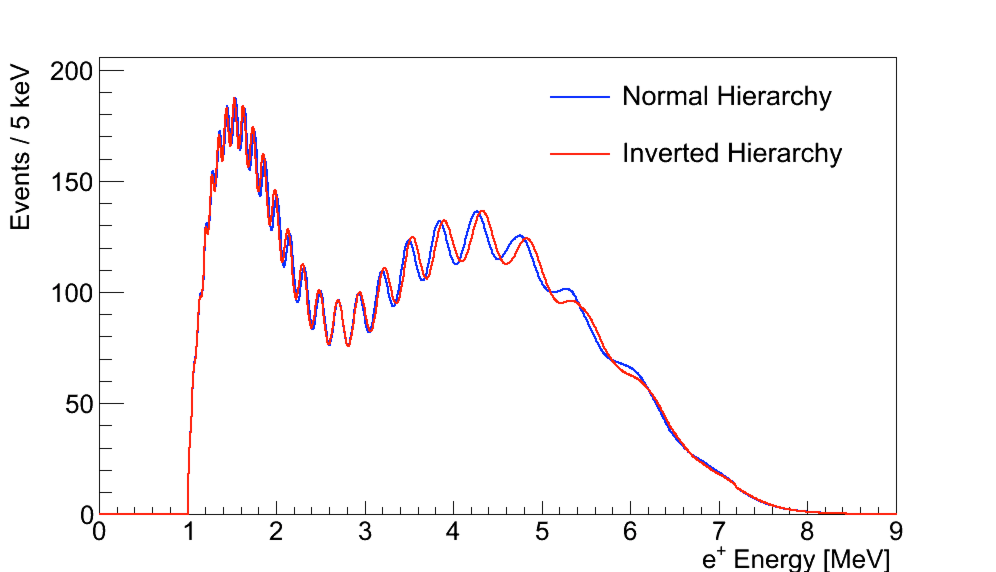 Events / 5 keV
200
150
100
50
0
Normal Hierarchy
Inverted Hierarchy
0 1 2 3 4 5 6 7 8 9
e⁺ Energy [MeV]